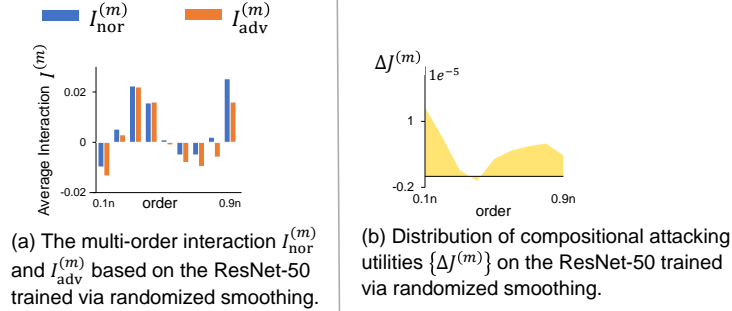 I_nor^(m) I_adv^(m)
Average Interaction I^(m)
0.02
0
-0.02
0.1n 0.9n
order
(a) The multi-order interaction I_nor^(m)
and I_adv^(m) based on the ResNet-50
trained via randomized smoothing.
ΔJ^(m)
1e^-5
1
-0.2
0.1n 0.9n
order
(b) Distribution of compositional attacking
utilities {ΔJ^(m)} on the ResNet-50 trained
via randomized smoothing.